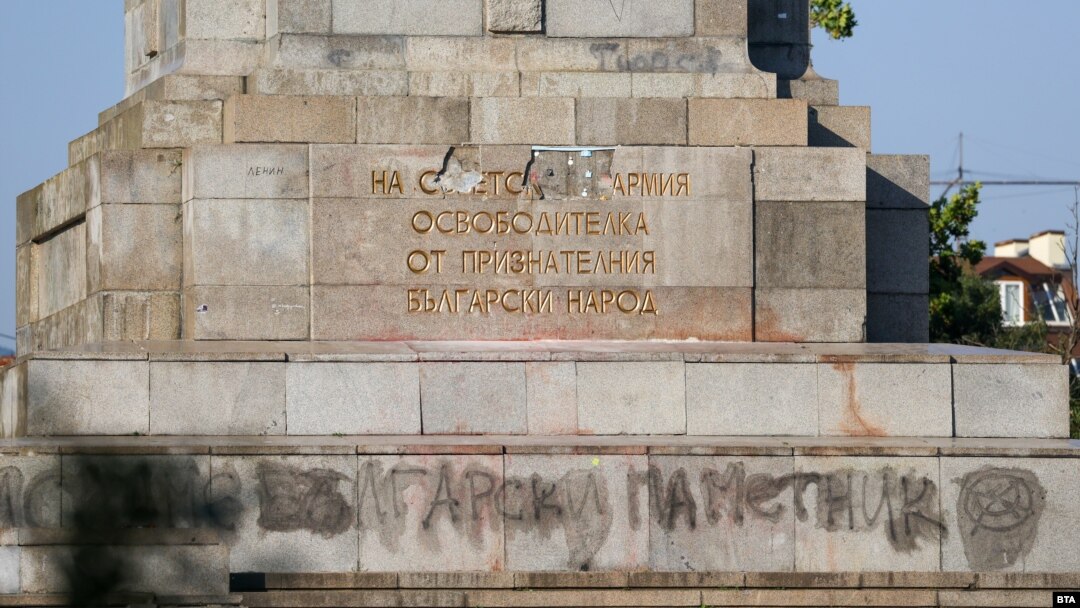 ЛЕНИН
НА СЪВЕТСКАТА АРМИЯ
ОСВОБОДИТЕЛКА
ОТ ПРИЗНАТЕЛНИЯ
БЪЛГАРСКИ НАРОД
БЪЛГАРСКИ ПАМЕТНИК
BTA